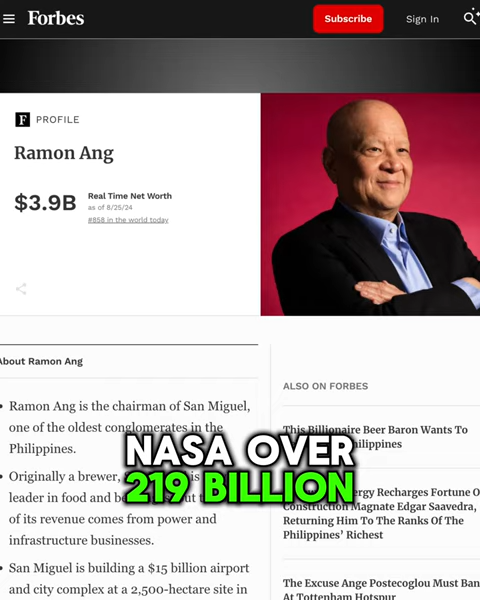 Forbes
Subscribe
Sign In
F PROFILE
Ramon Ang
$3.9B
Real Time Net Worth
as of 8/25/24
#858 in the world today
About Ramon Ang
Ramon Ang is the chairman of San Miguel,
one of the oldest conglomerates in the
Philippines.
Originally a brewer,
leader in food and
of its revenue comes from power and
infrastructure businesses.
San Miguel is building a $15 billion airport
and city complex at a 2,500-hectare site in
NASA OVER
219 BILLION
ALSO ON FORBES
This Billionaire Beer Baron Wants To
Recharges Fortune
Construction Magnate Edgar Saavedra,
Returning Him To The Ranks Of The
Philippines' Richest
The Excuse Ange Postecoglou Must Ban
At Tottenham Hotspur